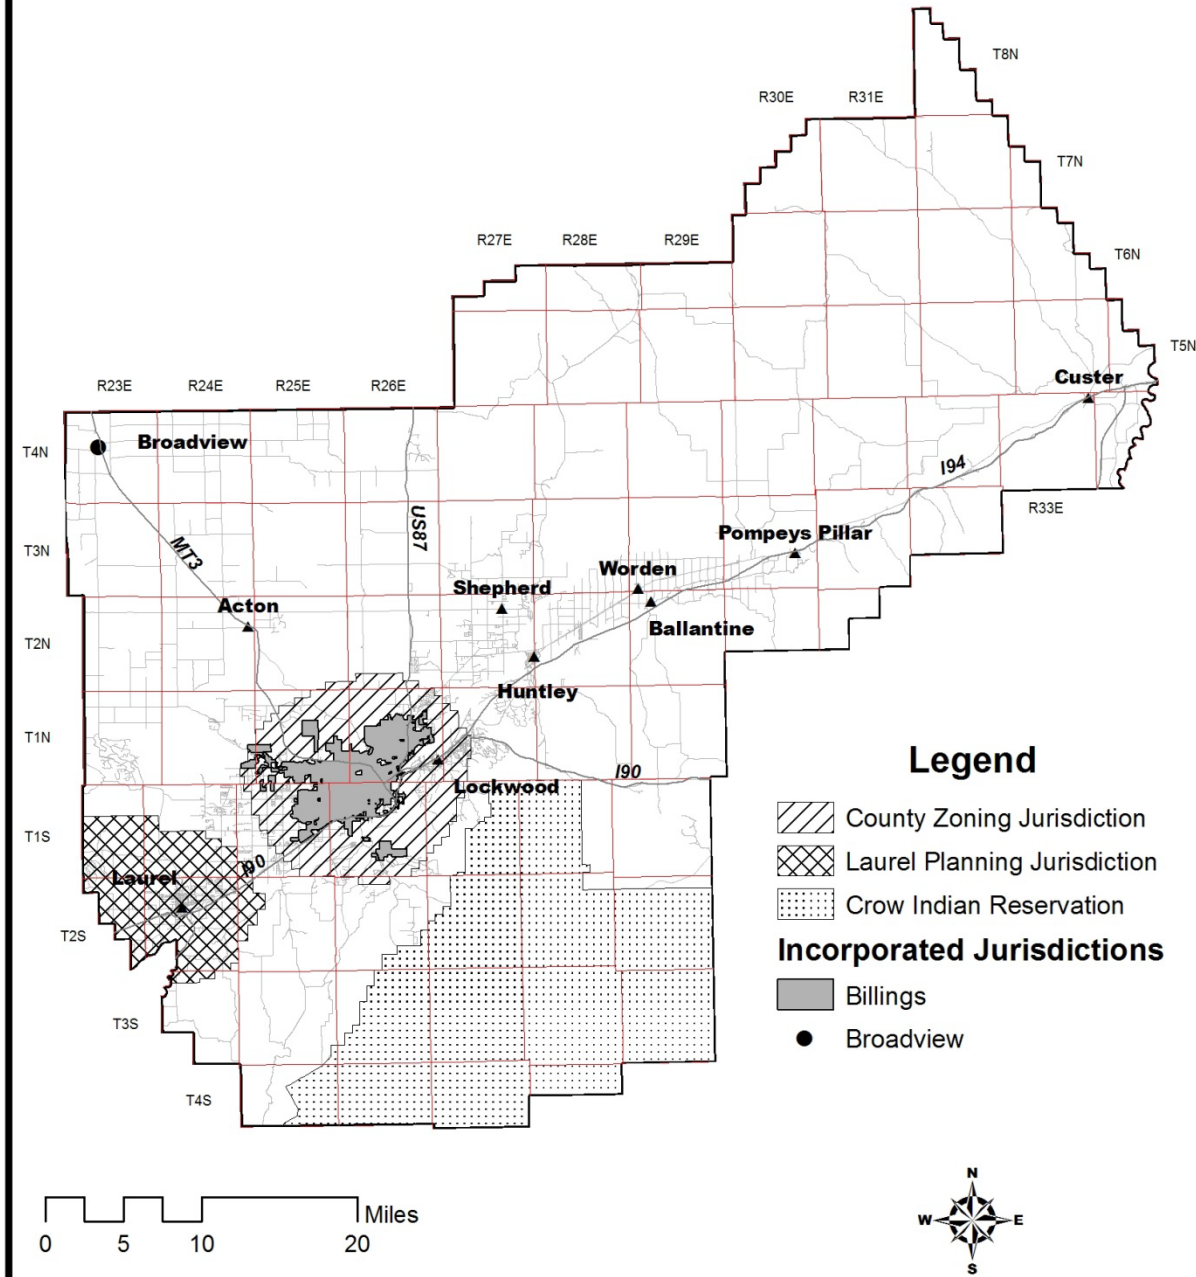 T8N
R30E R31E
T7N
R27E R28E R29E
T6N
T5N
R23E R24E R25E R26E
Custer
T4N
Broadview
I94
R33E
US87
MT3
Pompeys Pillar
T3N
Worden
Shepherd
Acton
Ballantine
T2N
Huntley
T1N
I90
Lockwood
Legend
County Zoning Jurisdiction
T1S
I90
Laurel Planning Jurisdiction
Laurel
Crow Indian Reservation
T2S
Incorporated Jurisdictions
Billings
T3S
Broadview
T4S
N
W E
S
Miles
0 5 10 20